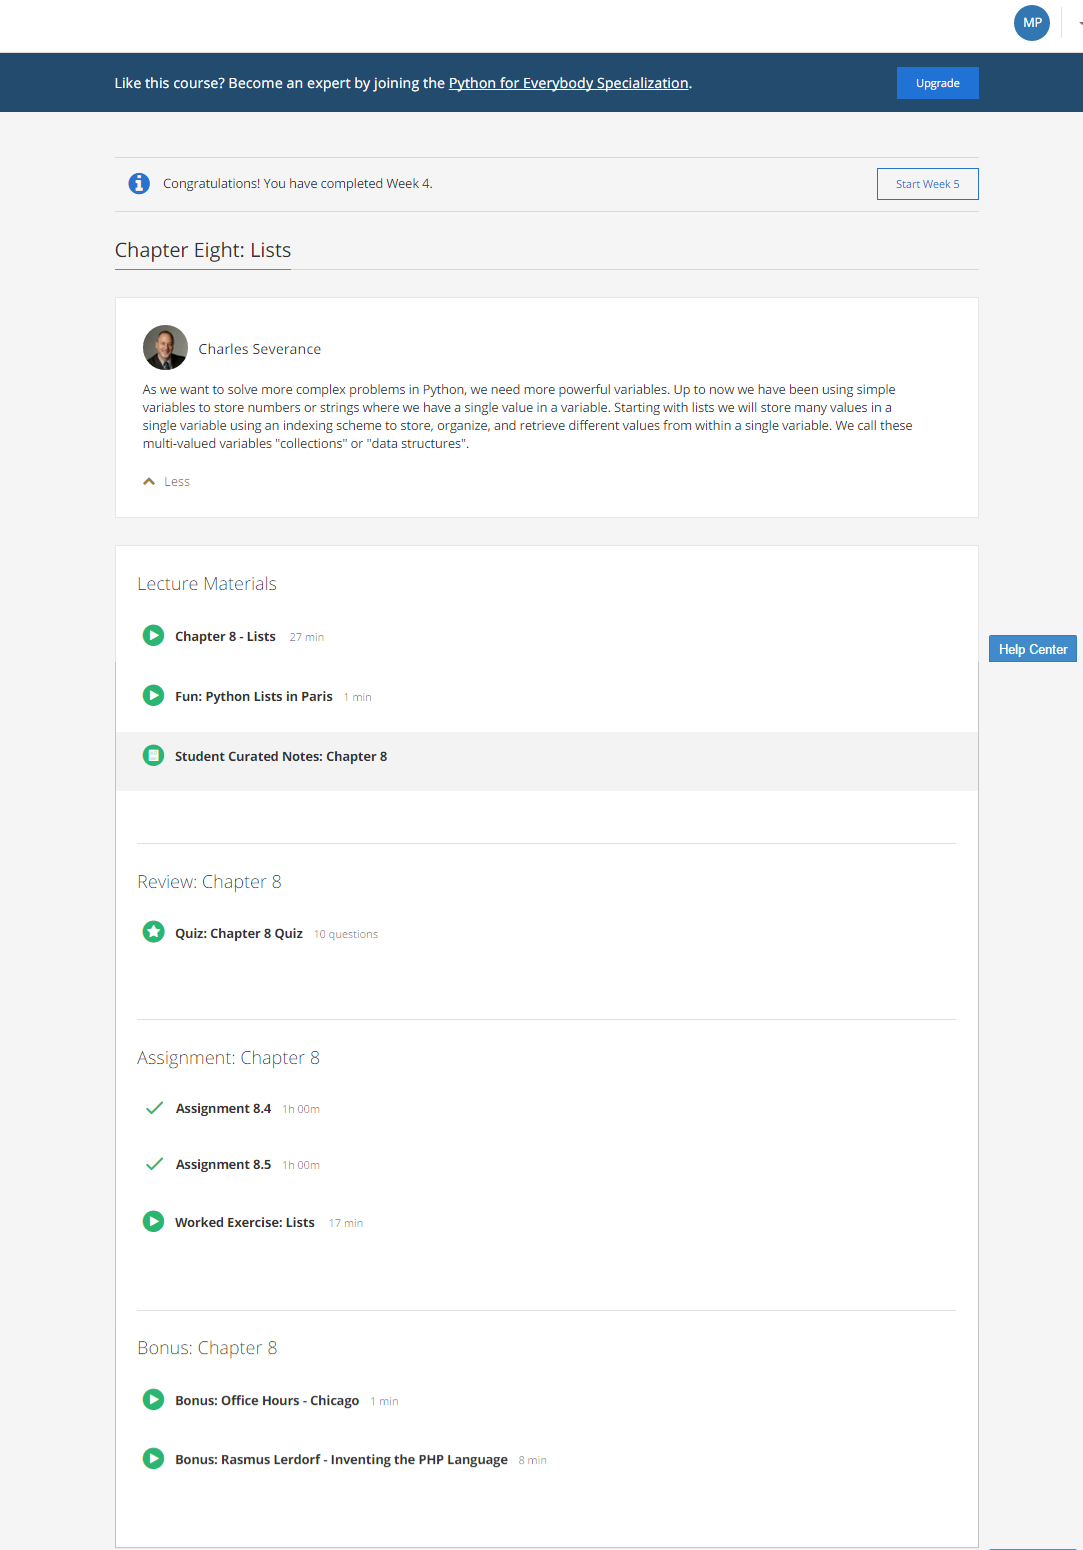 MP
Like this course? Become an expert by joining the Python for Everybody Specialization.
Upgrade
Congratulations! You have completed Week 4.
Start Week 5
Chapter Eight: Lists
Charles Severance
As we want to solve more complex problems in Python, we need more powerful variables. Up to now we have been using simple
variables to store numbers or strings where we have a single value in a variable. Starting with lists we will store many values in a
single variable using an indexing scheme to store, organize, and retrieve different values from within a single variable. We call these
multi-valued variables "collections" or "data structures".
Less
Lecture Materials
Chapter 8 - Lists 27 min
Help Center
Fun: Python Lists in Paris 1 min
Student Curated Notes: Chapter 8
Review: Chapter 8
Quiz: Chapter 8 Quiz 10 questions
Assignment: Chapter 8
Assignment 8.4 1h 00m
Assignment 8.5 1h 00m
Worked Exercise: Lists 17 min
Bonus: Chapter 8
Bonus: Office Hours - Chicago 1 min
Bonus: Rasmus Lerdorf - Inventing the PHP Language 8 min